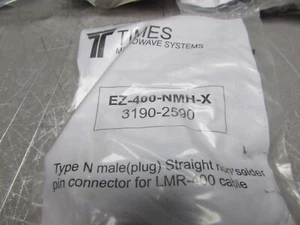 TIMES
MICROWAVE SYSTEMS
EZ-400-NMH-X
3190-2590
Type N male(plug) Straight non solder
pin connector for LMR-400 cable